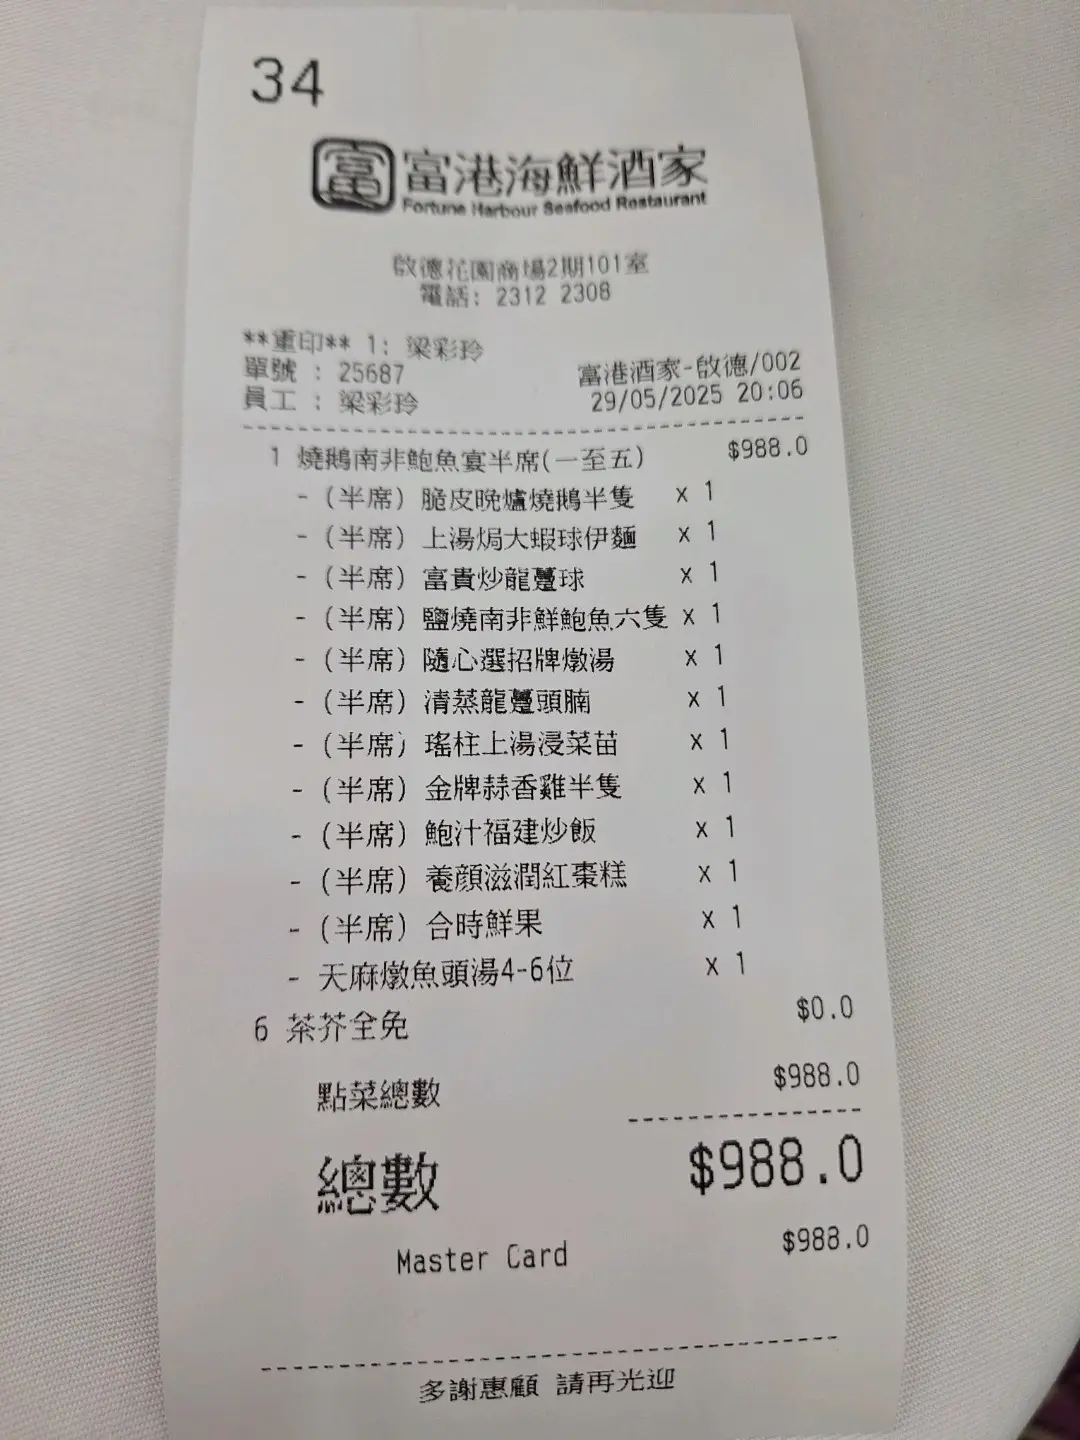 34
富 富港海鮮酒家
Fortune Harbour Seafood Restaurant
啟德花園商場2期101室
電話: 2312 2308
**重印** 1: 梁彩玲
單號 : 25687 富港酒家-啟德/002
員工 : 梁彩玲 29/05/2025 20:06
1 燒鵝南非鮑魚宴半席(一至五) $988.0
- (半席) 脆皮晩爐燒鵝半隻 x 1
- (半席) 上湯焗大蝦球伊麵 x 1
- (半席) 富貴炒龍躉球 x 1
- (半席) 鹽燒南非鮮鮑魚六隻 x 1
- (半席) 隨心選招牌燉湯 x 1
- (半席) 清蒸龍躉頭腩 x 1
- (半席) 瑤柱上湯浸菜苗 x 1
- (半席) 金牌蒜香雞半隻 x 1
- (半席) 鮑汁福建炒飯 x 1
- (半席) 養顔滋潤紅棗糕 x 1
- (半席) 合時鮮果 x 1
- 天麻燉魚頭湯4-6位 x 1
6 茶芥全免 $0.0
點菜總數 $988.0
總數 $988.0
Master Card $988.0
多謝惠顧 請再光迎